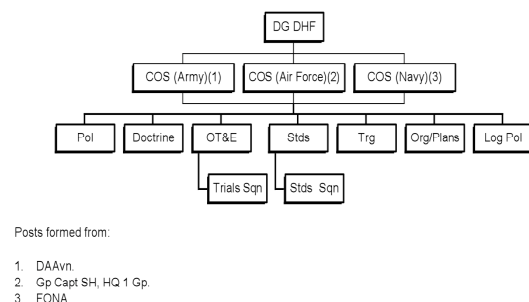 DG DHF
COS (Army)(1)
COS (Air Force)(2)
COS (Navy)(3)
Pol
Doctrine
OT&E
Stds
Trg
Org/Plans
Log Pol
Trials Sqn
Stds Sqn
Posts formed from:
1. DAAvn.
2. Gp Capt SH, HQ 1 Gp.
3. FONA